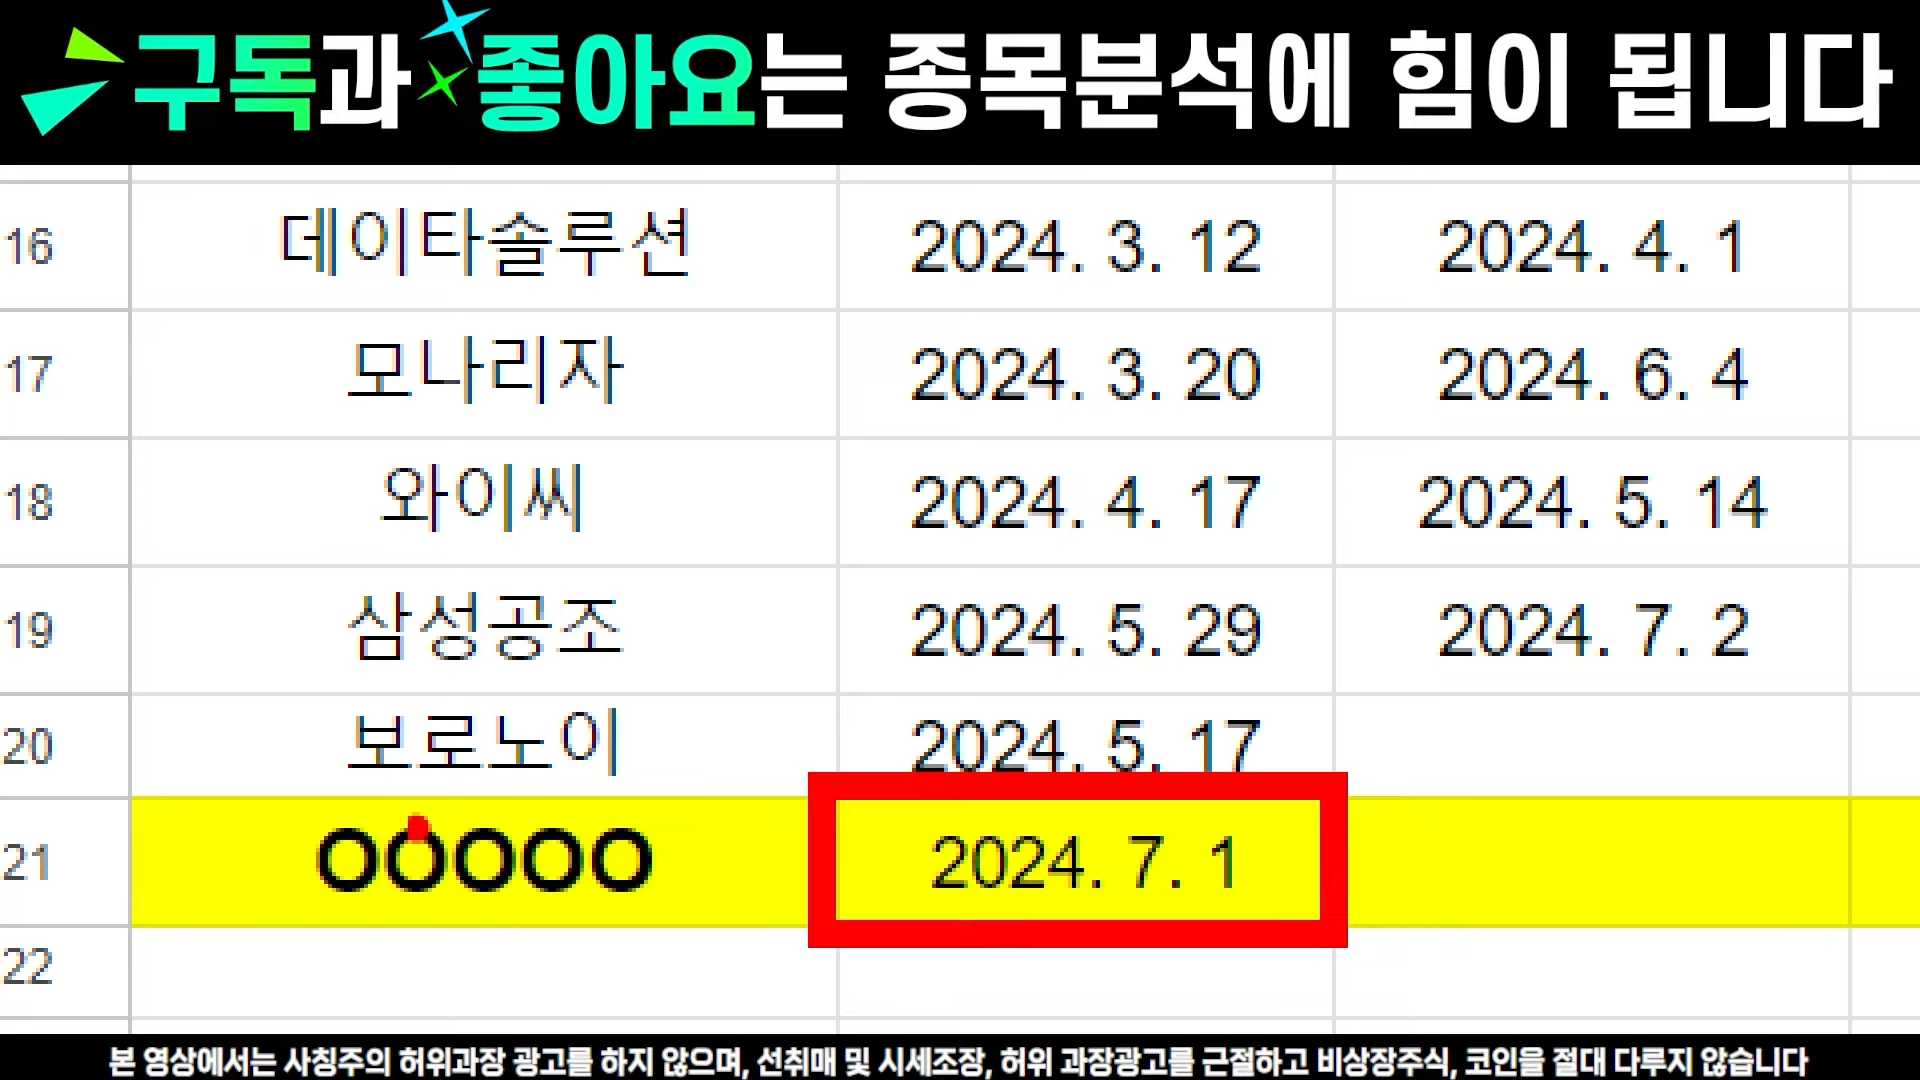 구독과 좋아요는 종목분석에 힘이 됩니다
16 데이타솔루션 2024. 3. 12 2024. 4. 1
17 모나리자 2024. 3. 20 2024. 6. 4
18 와이씨 2024. 4. 17 2024. 5. 14
19 삼성공조 2024. 5. 29 2024. 7. 2
20 보로노이 2024. 5. 17
21 OOOOO 2024. 7. 1
22
본 영상에서는 사칭주의 허위과장 광고를 하지 않으며, 선취매 및 시세조장, 허위 과장광고를 근절하고 비상장주식, 코인을 절대 다루지 않습니다